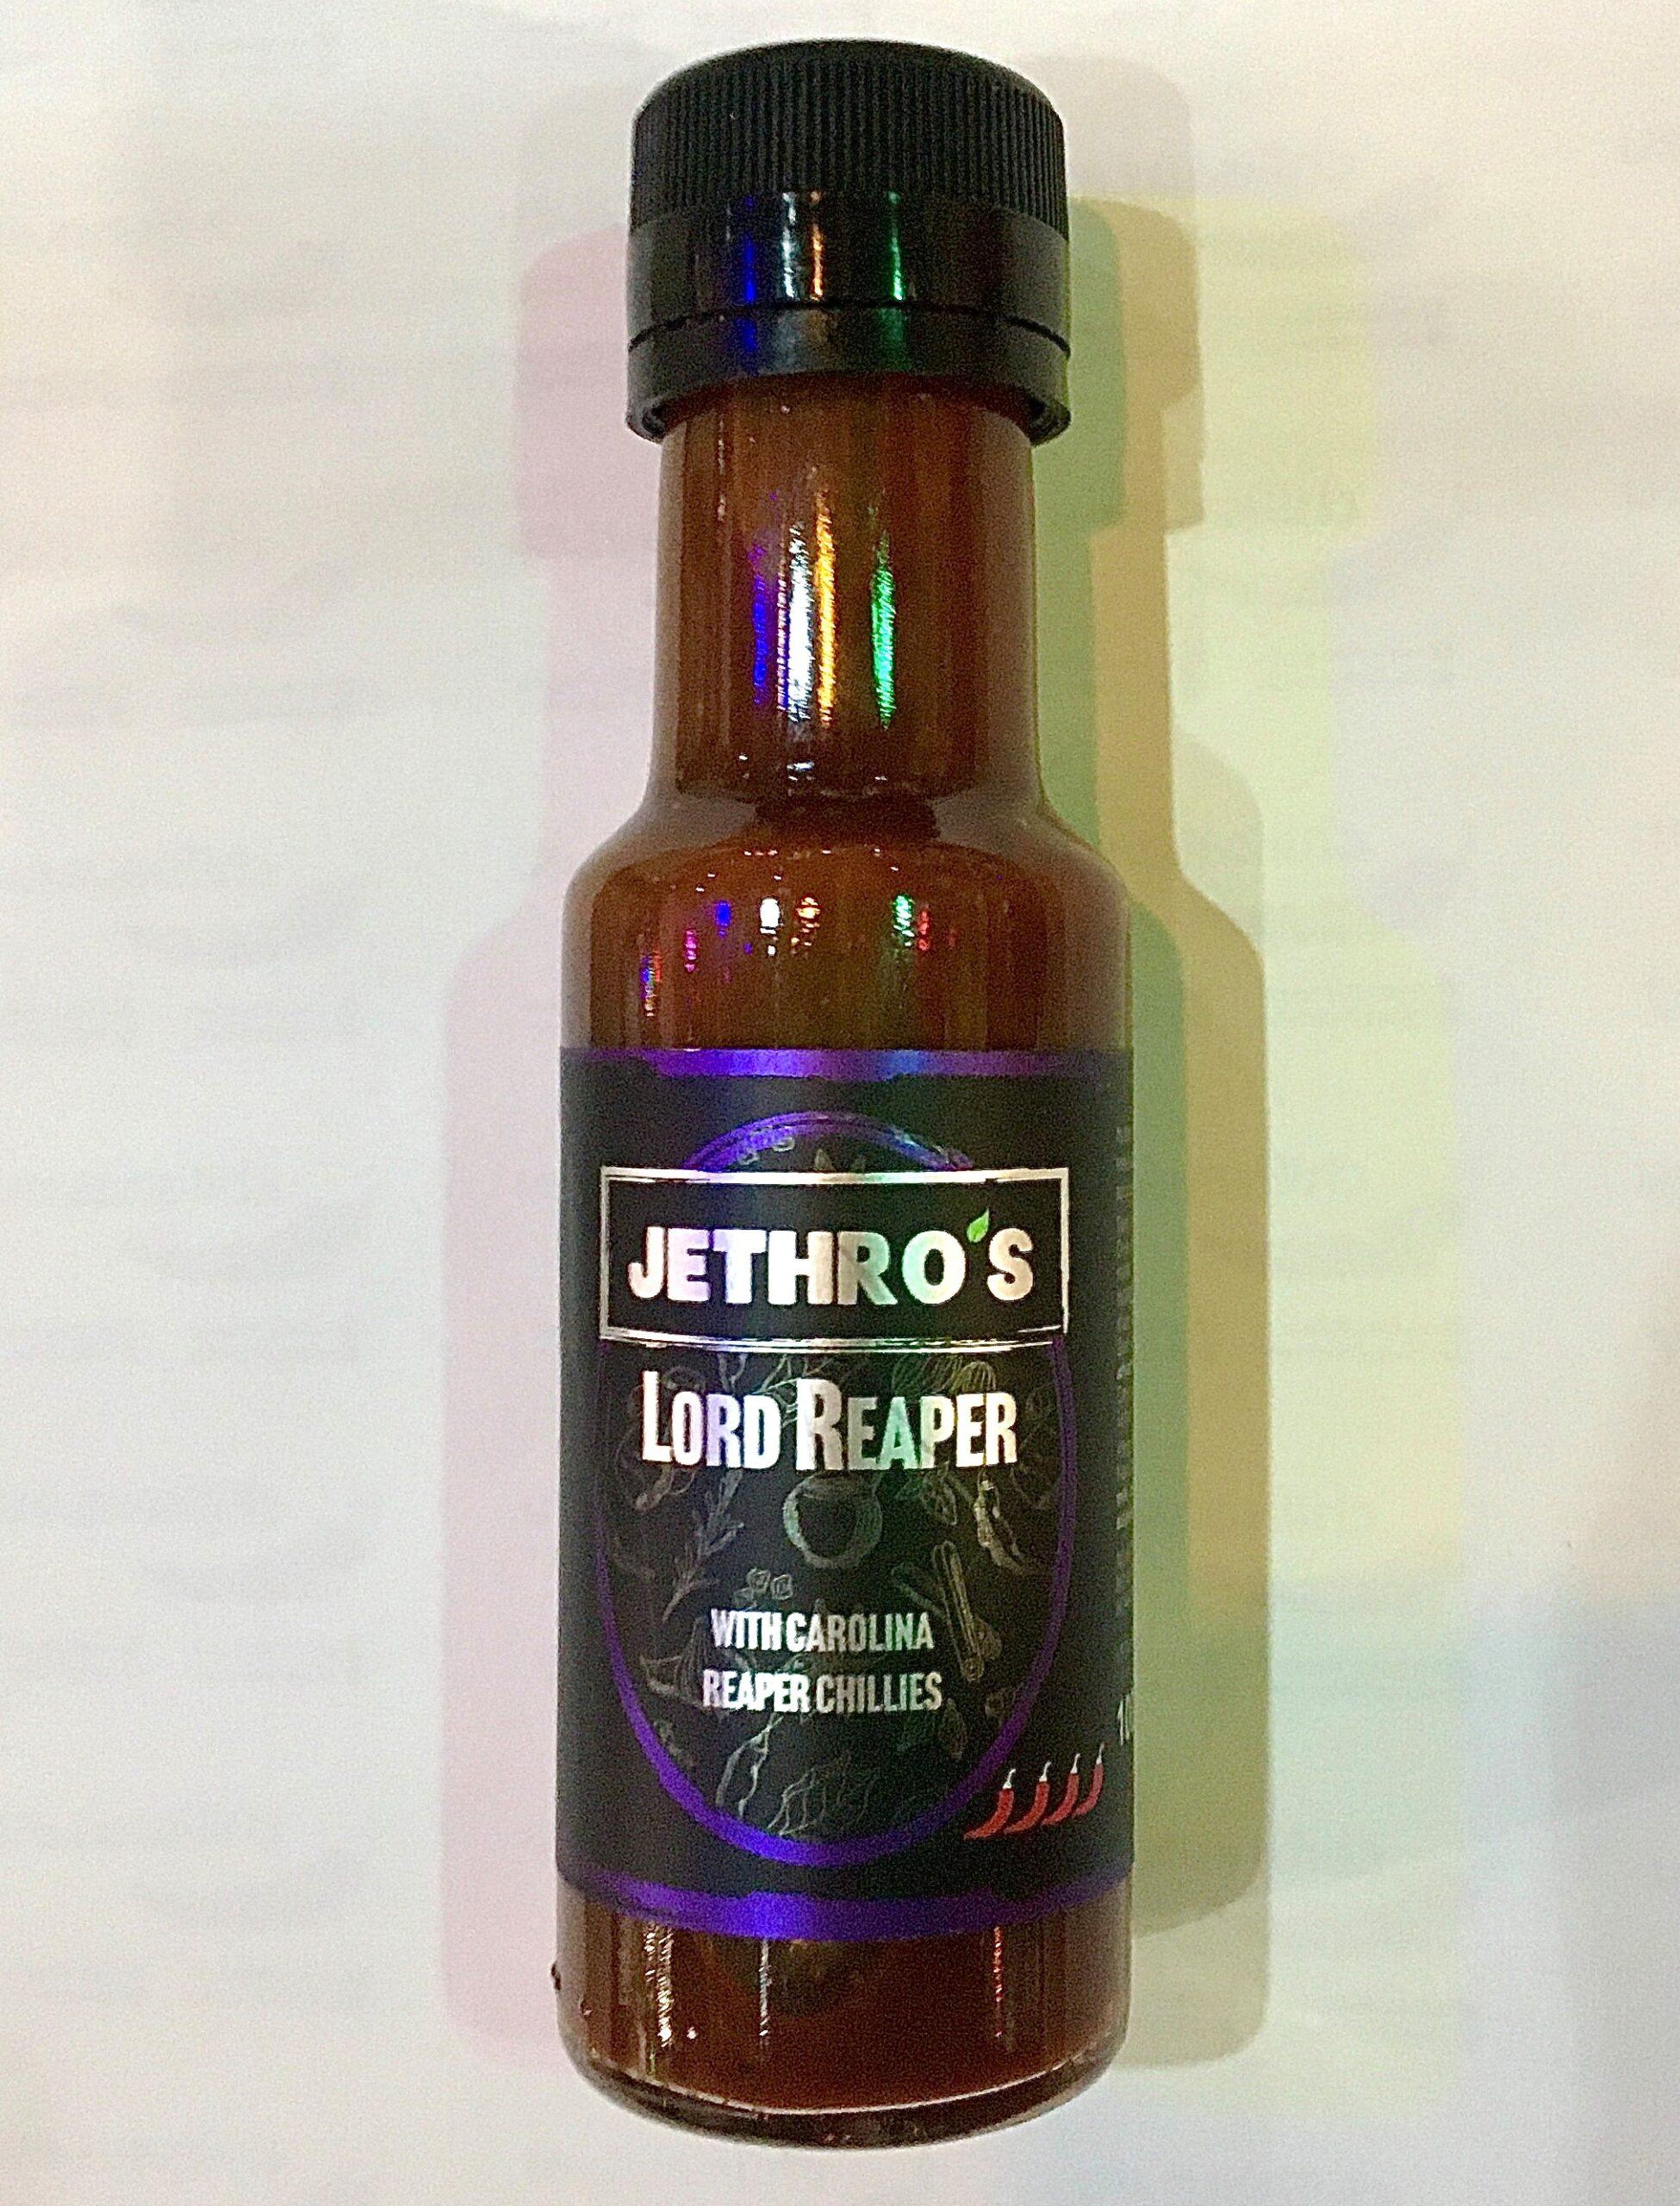 JETHRO'S
LORD REAPER
WITH CAROLINA
REAPER CHILLIES